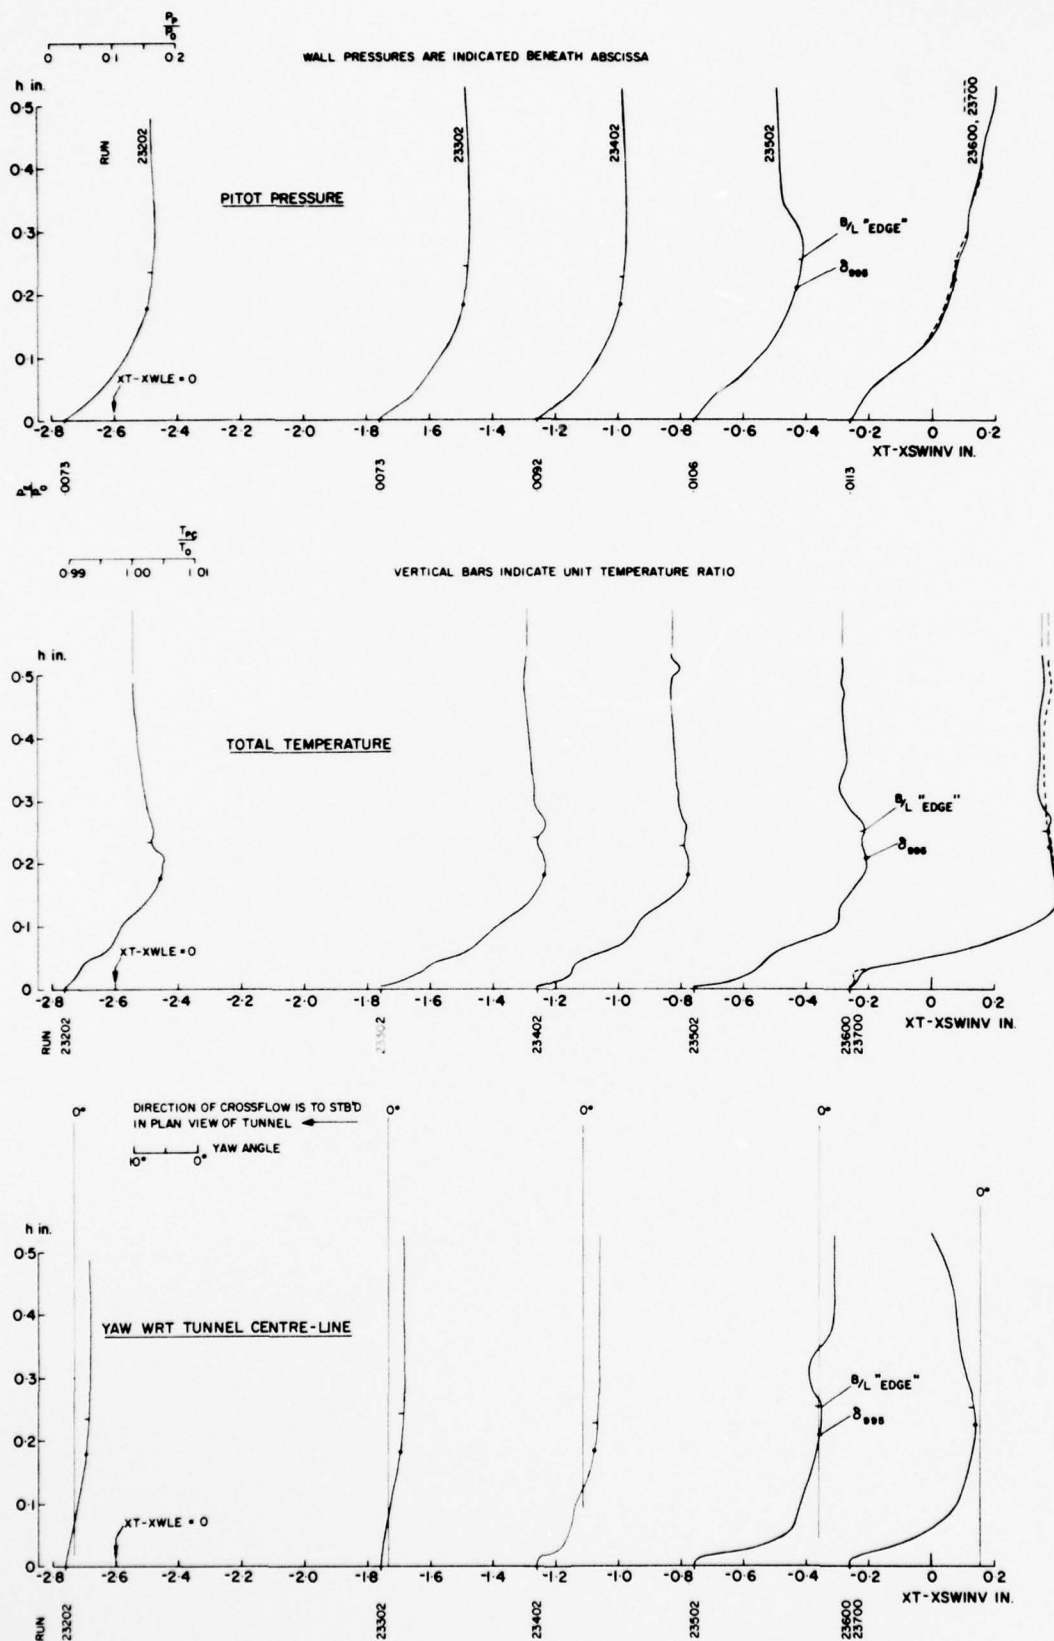 Pp
P0
0 0·1 0·2
WALL PRESSURES ARE INDICATED BENEATH ABSCISSA
h in.
0·5
0·4
0·3
0·2
0·1
0
RUN
23202
23302
23402
23502
23600, 23700
PITOT PRESSURE
B/L "EDGE"
δ995
XT-XWLE = 0
-2·8 -2·6 -2·4 -2·2 -2·0 -1·8 -1·6 -1·4 -1·2 -1·0 -0·8 -0·6 -0·4 -0·2 0 0·2
XT-XSWINV IN.
Pw/P0 ·0073 ·0073 ·0092 ·0106 ·0113
TPC
T0
0·99 1·00 1·01
VERTICAL BARS INDICATE UNIT TEMPERATURE RATIO
h in.
0·5
0·4
0·3
0·2
0·1
0
TOTAL TEMPERATURE
B/L "EDGE"
δ995
XT-XWLE = 0
-2·8 -2·6 -2·4 -2·2 -2·0 -1·8 -1·6 -1·4 -1·2 -1·0 -0·8 -0·6 -0·4 -0·2 0 0·2
XT-XSWINV IN.
RUN 23202 23302 23402 23502 23600 23700
0° 0° 0° 0° 0°
DIRECTION OF CROSSFLOW IS TO STB'D
IN PLAN VIEW OF TUNNEL
10° 0° YAW ANGLE
h in.
0·5
0·4
0·3
0·2
0·1
0
YAW WRT TUNNEL CENTRE-LINE
B/L "EDGE"
δ995
XT-XWLE = 0
-2·8 -2·6 -2·4 -2·2 -2·0 -1·8 -1·6 -1·4 -1·2 -1·0 -0·8 -0·6 -0·4 -0·2 0 0·2
XT-XSWINV IN.
RUN 23202 23302 23402 23502 23600 23700